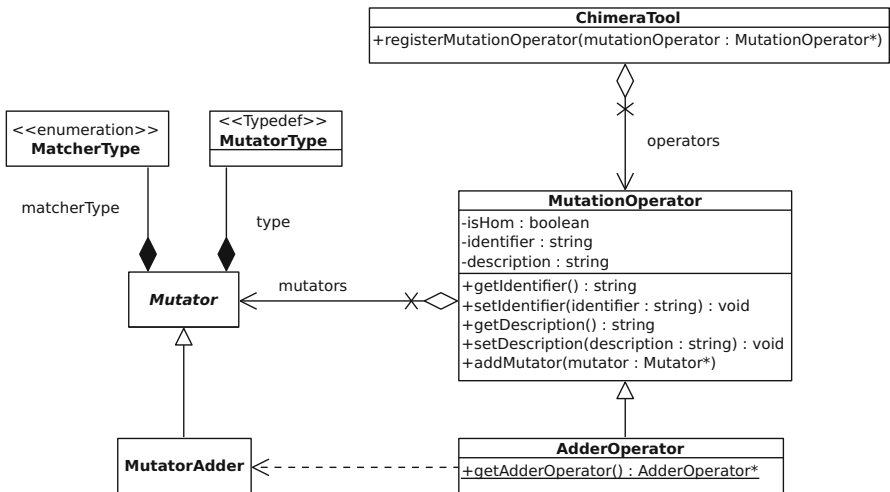 ChimeraTool
+registerMutationOperator(mutationOperator : MutationOperator*)
<<enumeration>>
MatcherType
<<Typedef>>
MutatorType
operators
matcherType
type
MutationOperator
-isHom : boolean
-identifier : string
-description : string
+getIdentifier() : string
+setIdentifier(identifier : string) : void
+getDescription() : string
+setDescription(description : string) : void
+addMutator(mutator : Mutator*)
mutators
Mutator
MutatorAdder
AdderOperator
+getAdderOperator() : AdderOperator*